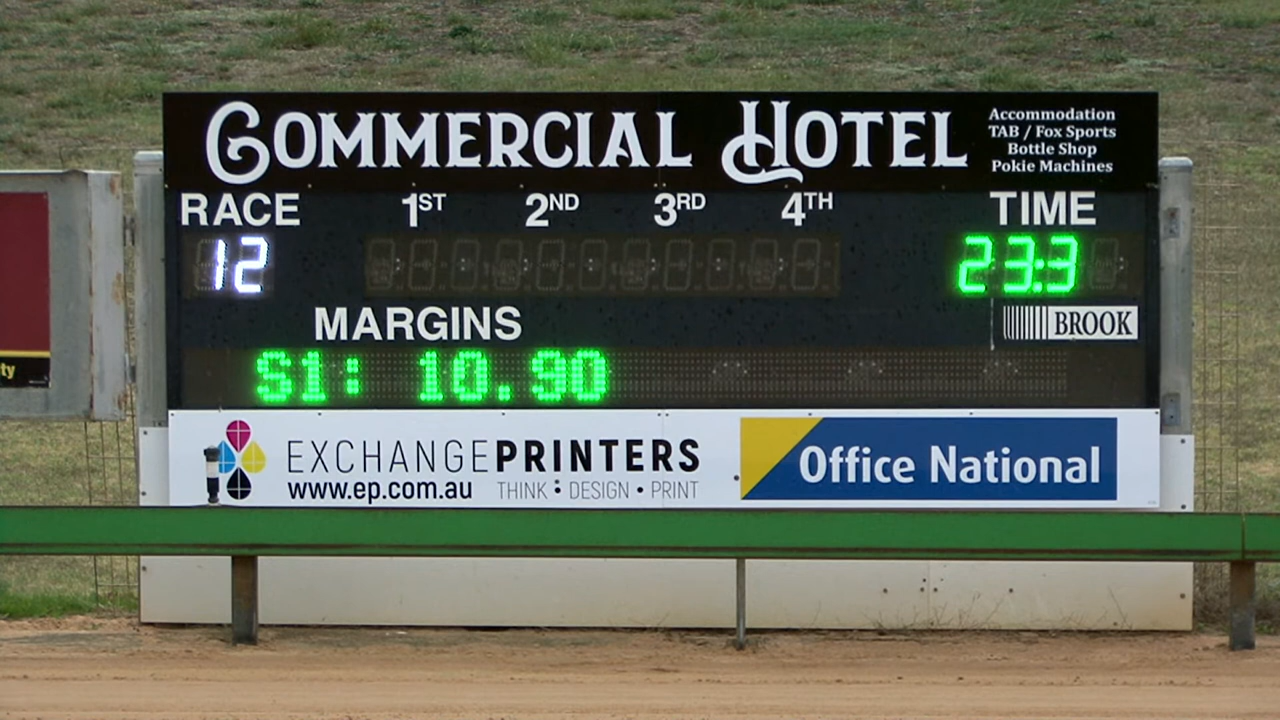 COMMERCIAL HOTEL
Accommodation
TAB / Fox Sports
Bottle Shop
Pokie Machines
RACE 1ST 2ND 3RD 4TH TIME
12 23:3
MARGINS
BROOK
S1: 10.90
ty
EXCHANGEPRINTERS
www.ep.com.au THINK • DESIGN • PRINT
Office National